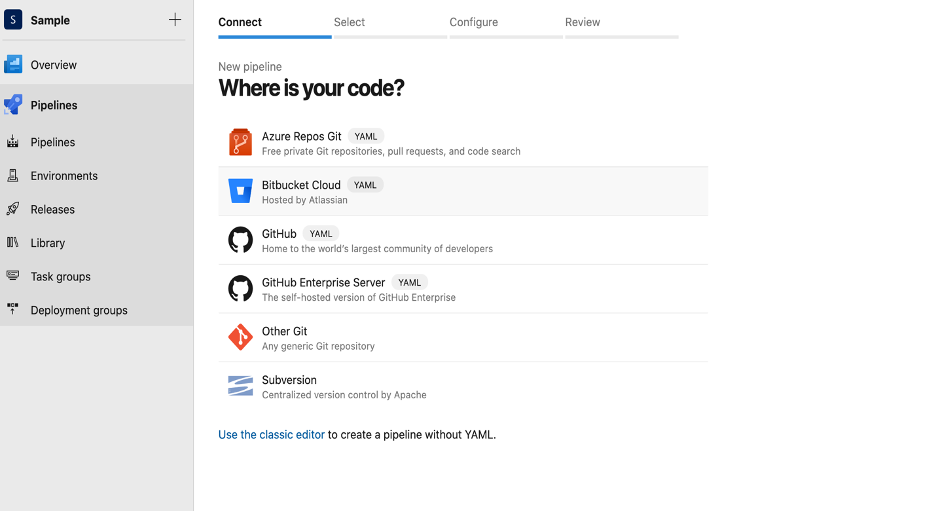 S Sample
Overview
Pipelines
Pipelines
Environments
Releases
Library
Task groups
Deployment groups
Connect Select Configure Review
New pipeline
Where is your code?
Azure Repos Git YAML
Free private Git repositories, pull requests, and code search
Bitbucket Cloud YAML
Hosted by Atlassian
GitHub YAML
Home to the world's largest community of developers
GitHub Enterprise Server YAML
The self-hosted version of GitHub Enterprise
Other Git
Any generic Git repository
Subversion
Centralized version control by Apache
Use the classic editor to create a pipeline without YAML.